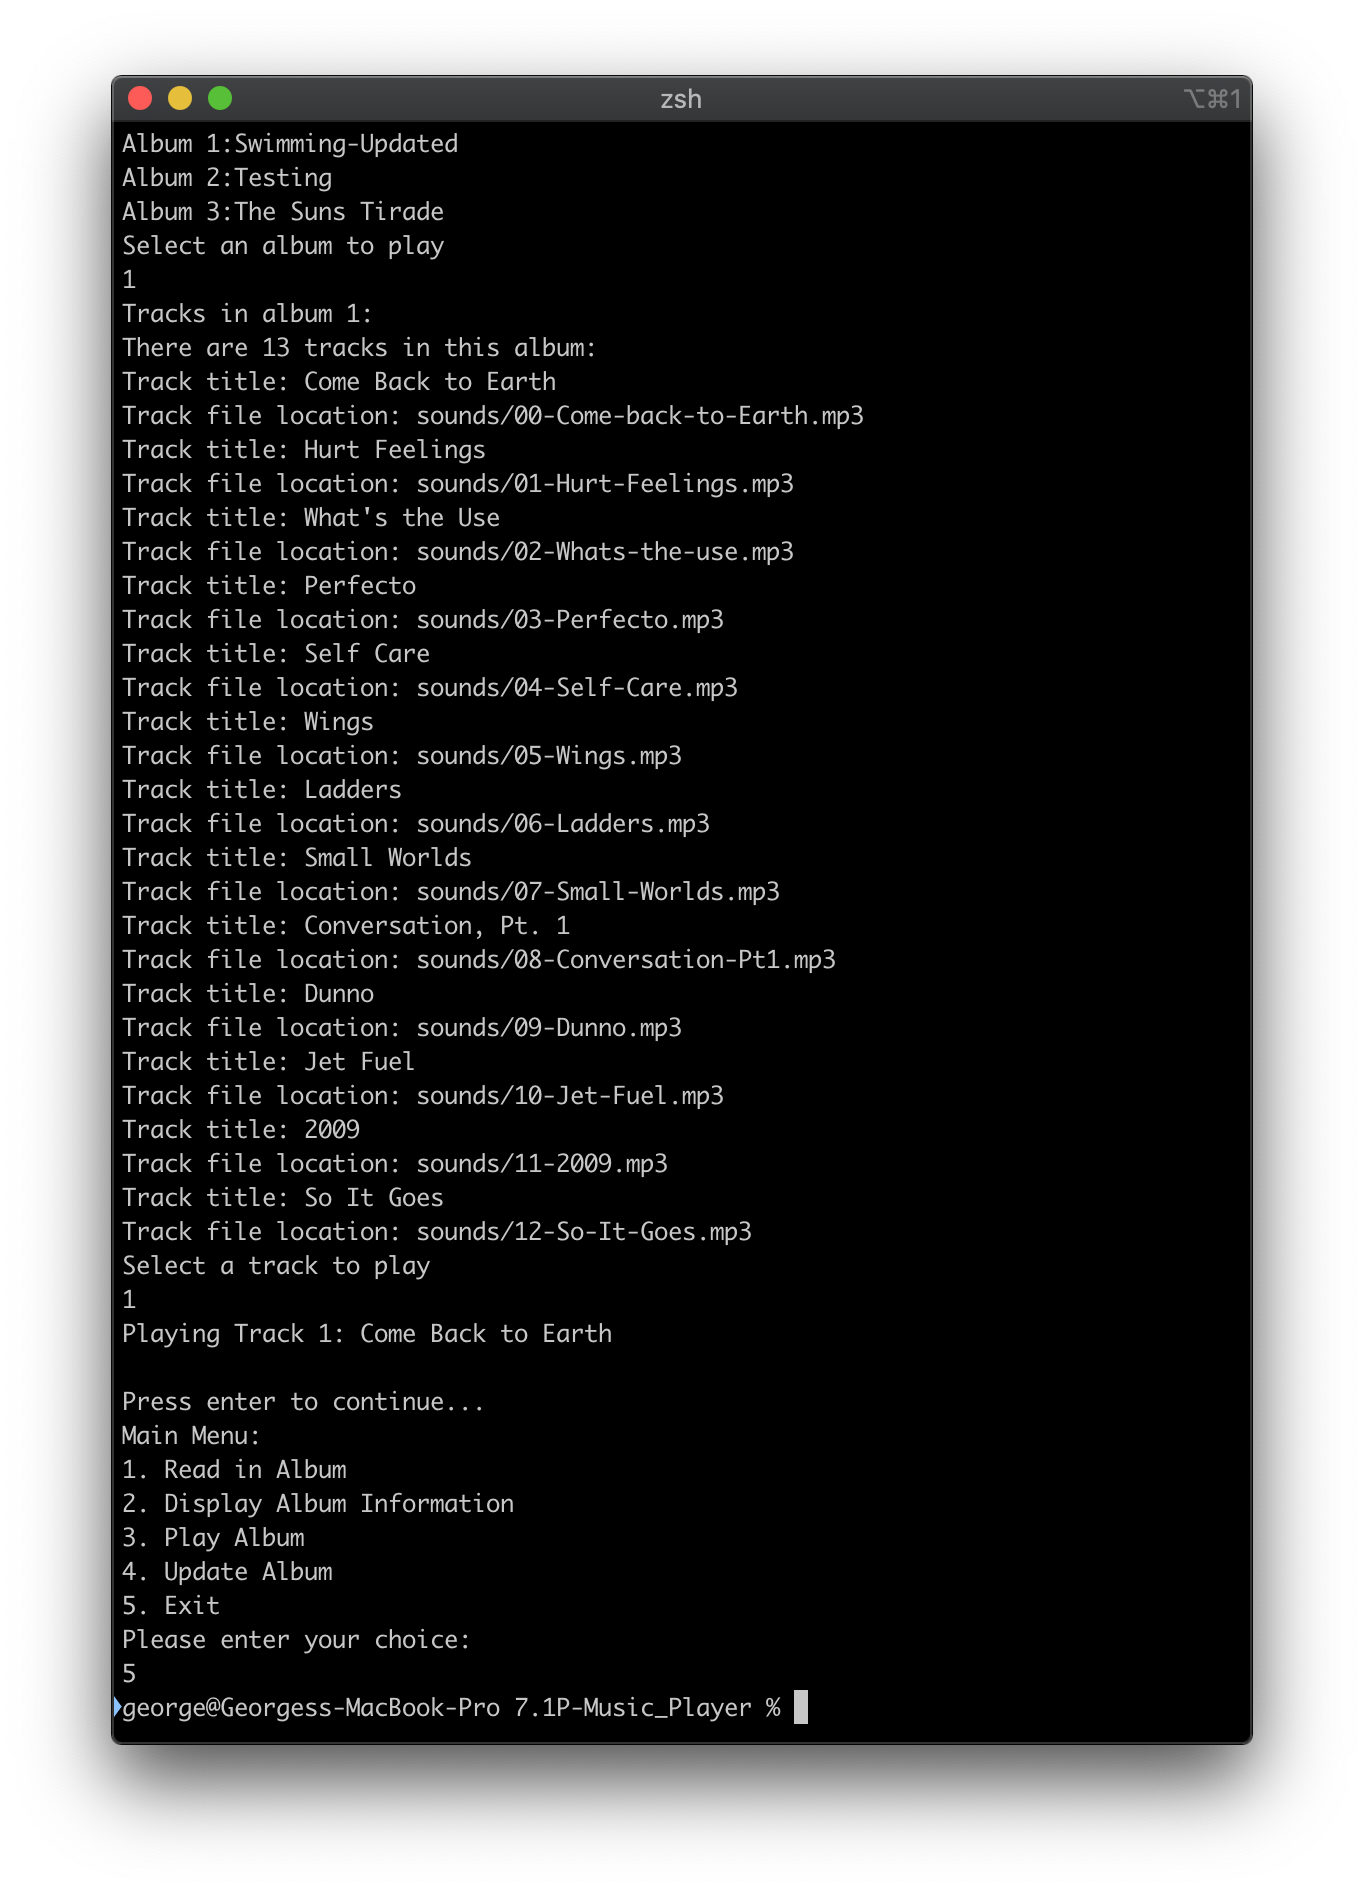 zsh
⌥⌘1
Album 1:Swimming-Updated
Album 2:Testing
Album 3:The Suns Tirade
Select an album to play
1
Tracks in album 1:
There are 13 tracks in this album:
Track title: Come Back to Earth
Track file location: sounds/00-Come-back-to-Earth.mp3
Track title: Hurt Feelings
Track file location: sounds/01-Hurt-Feelings.mp3
Track title: What's the Use
Track file location: sounds/02-Whats-the-use.mp3
Track title: Perfecto
Track file location: sounds/03-Perfecto.mp3
Track title: Self Care
Track file location: sounds/04-Self-Care.mp3
Track title: Wings
Track file location: sounds/05-Wings.mp3
Track title: Ladders
Track file location: sounds/06-Ladders.mp3
Track title: Small Worlds
Track file location: sounds/07-Small-Worlds.mp3
Track title: Conversation, Pt. 1
Track file location: sounds/08-Conversation-Pt1.mp3
Track title: Dunno
Track file location: sounds/09-Dunno.mp3
Track title: Jet Fuel
Track file location: sounds/10-Jet-Fuel.mp3
Track title: 2009
Track file location: sounds/11-2009.mp3
Track title: So It Goes
Track file location: sounds/12-So-It-Goes.mp3
Select a track to play
1
Playing Track 1: Come Back to Earth
Press enter to continue...
Main Menu:
1. Read in Album
2. Display Album Information
3. Play Album
4. Update Album
5. Exit
Please enter your choice:
5
george@Georgess-MacBook-Pro 7.1P-Music_Player %